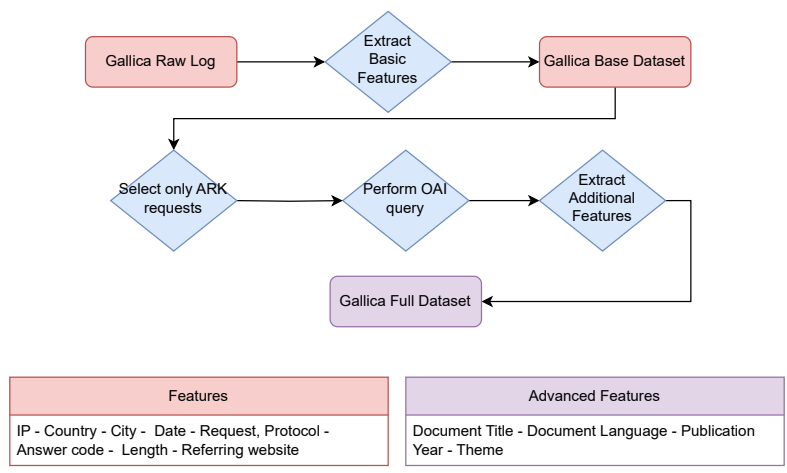 Gallica Raw Log
Extract
Basic
Features
Gallica Base Dataset
Select only ARK
requests
Perform OAI
query
Extract
Additional
Features
Gallica Full Dataset
Features
IP - Country - City -  Date - Request, Protocol -
Answer code -  Length - Referring website
Advanced Features
Document Title - Document Language - Publication
Year - Theme